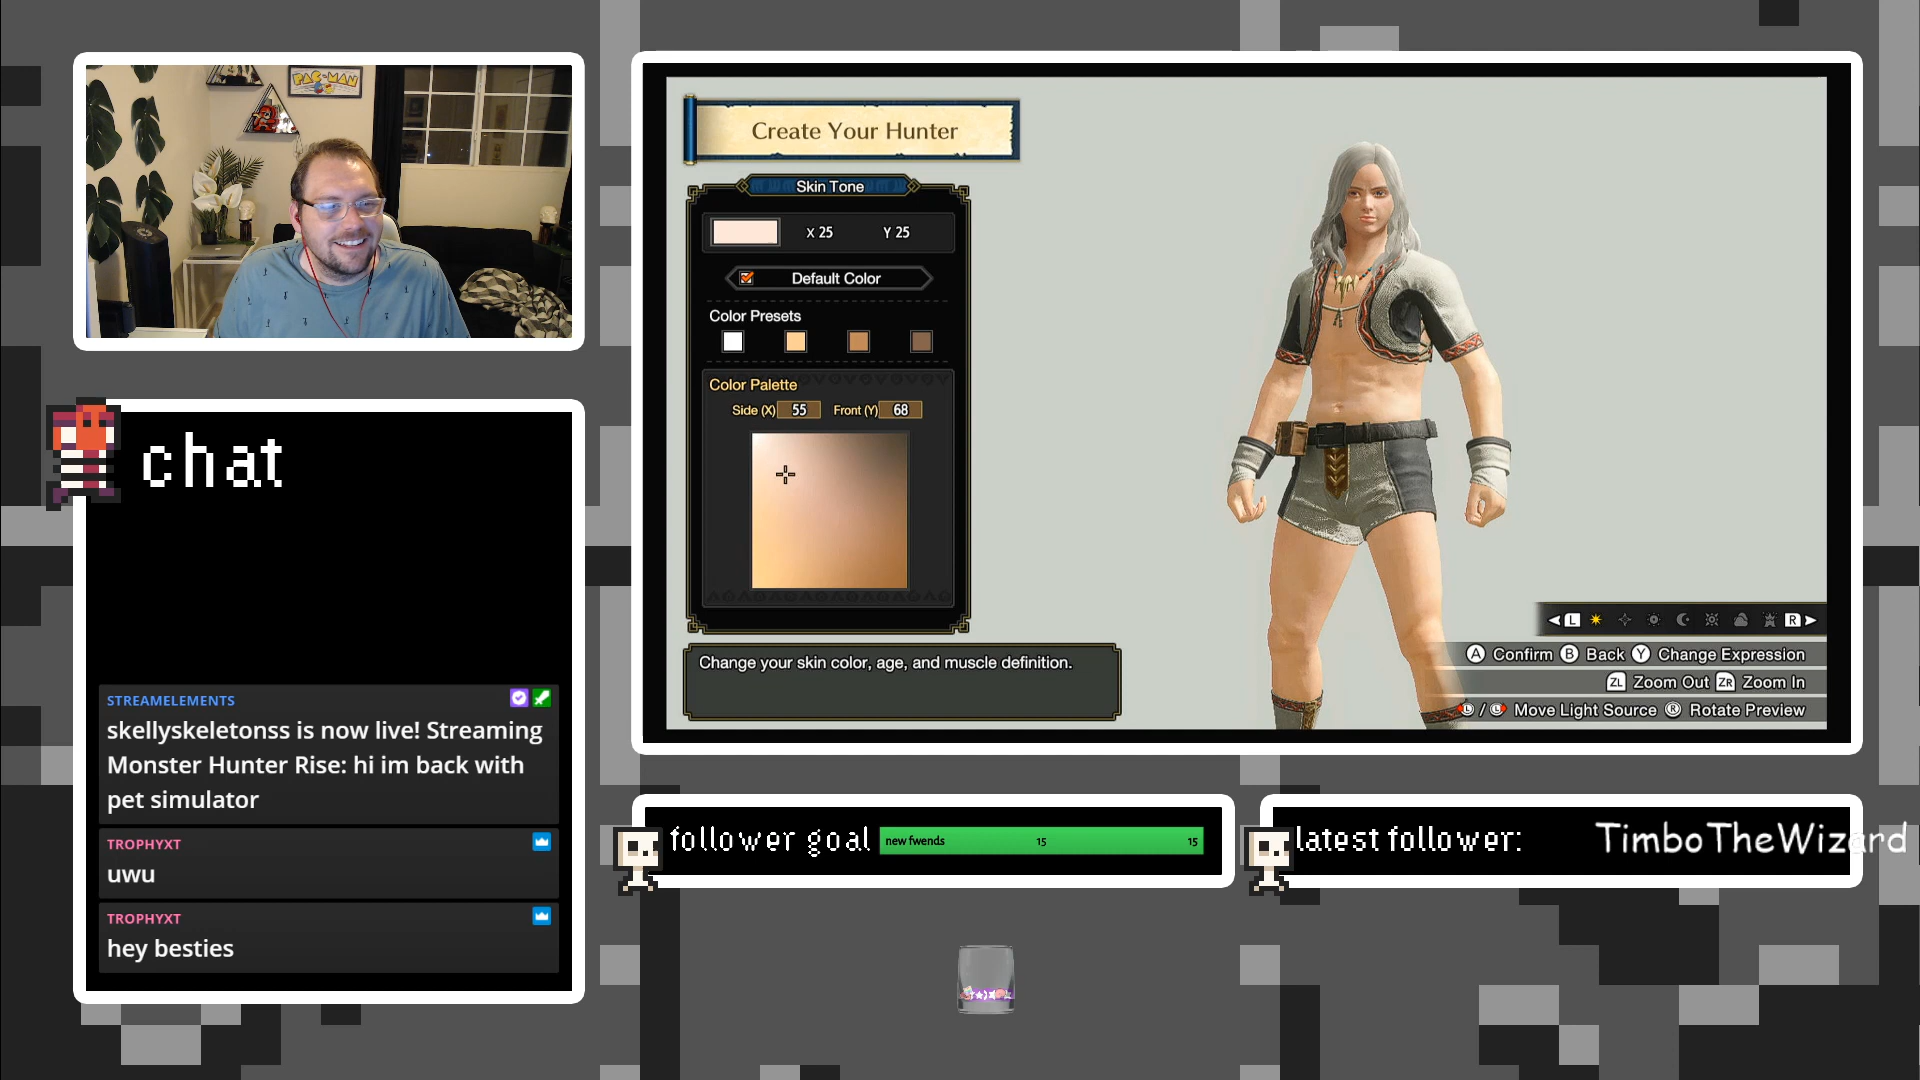 PAC-MAN
chat
STREAMELEMENTS
skellyskeletonss is now live! Streaming
Monster Hunter Rise: hi im back with
pet simulator
TROPHYXT
uwu
TROPHYXT
hey besties
Create Your Hunter
Skin Tone
X 25 Y 25
Default Color
Color Presets
Color Palette
Side (X) 55 Front (Y) 68
Change your skin color, age, and muscle definition.
L R
A Confirm B Back Y Change Expression
ZL Zoom Out ZR Zoom In
L / L Move Light Source R Rotate Preview
follower goal new fwends 15 15
latest follower: TimboTheWizard